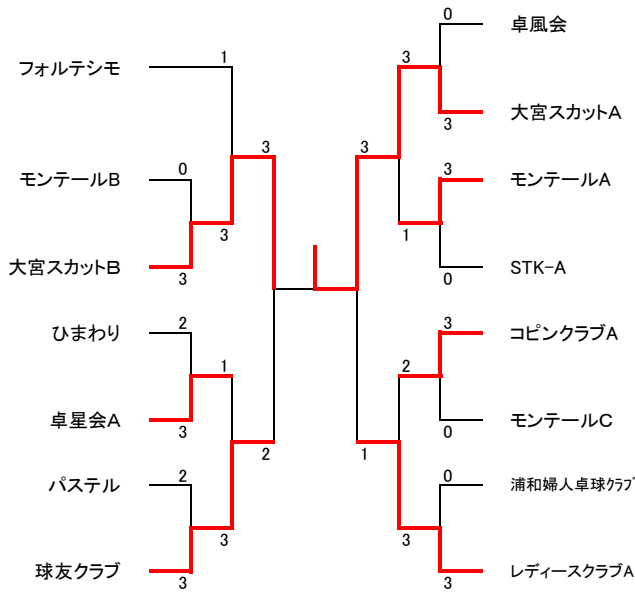 フォルテシモ
モンテールB
大宮スカットB
ひまわり
卓星会A
パステル
球友クラブ
1
0
3
3
2
3
1
2
3
3
3
2
3
1
3
1
2
3
0
3
3
0
3
0
0
3
卓風会
大宮スカットA
モンテールA
STK-A
コピンクラブA
モンテールC
浦和婦人卓球クラブ
レディースクラブA